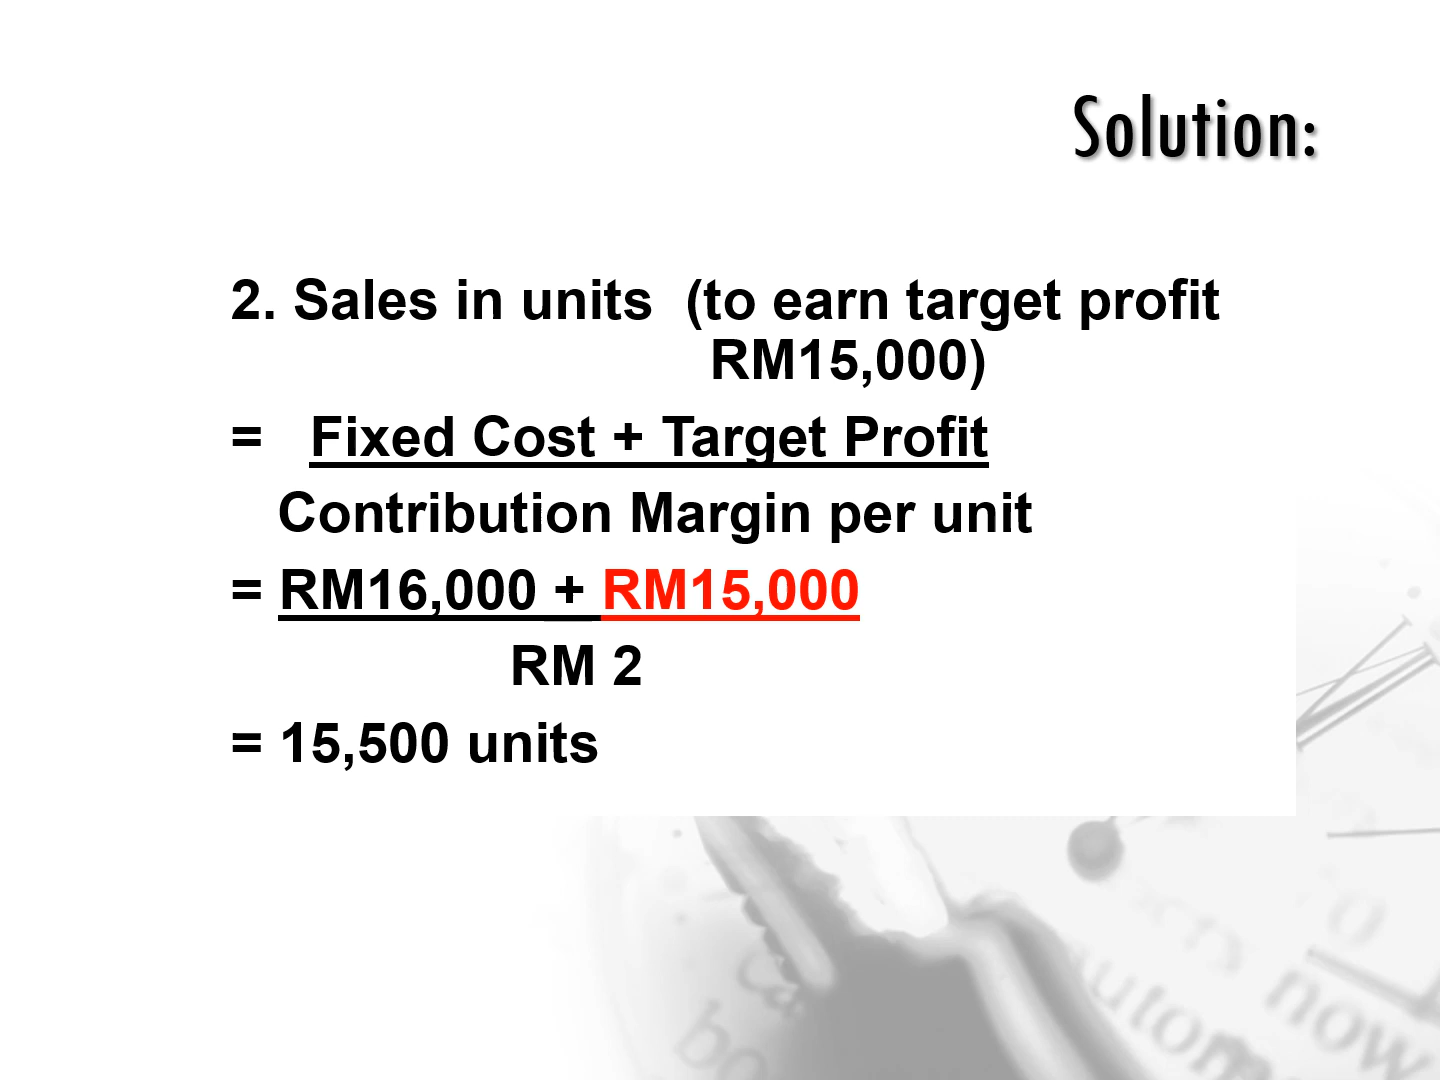 Solution:
2. Sales in units (to earn target profit
RM15,000)
= Fixed Cost + Target Profit
Contribution Margin per unit
= RM16,000 + RM15,000
RM 2
= 15,500 units
now